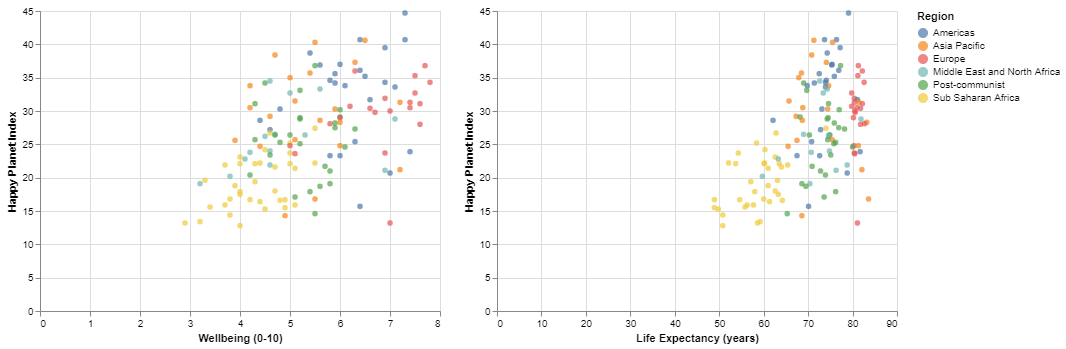 45
40
35
30
25
20
15
10
5
0
Happy Planet Index
0 1 2 3 4 5 6 7 8
Wellbeing (0-10)
45
40
35
30
25
20
15
10
5
0
Happy Planet Index
0 10 20 30 40 50 60 70 80 90
Life Expectancy (years)
Region
Americas
Asia Pacific
Europe
Middle East and North Africa
Post-communist
Sub Saharan Africa